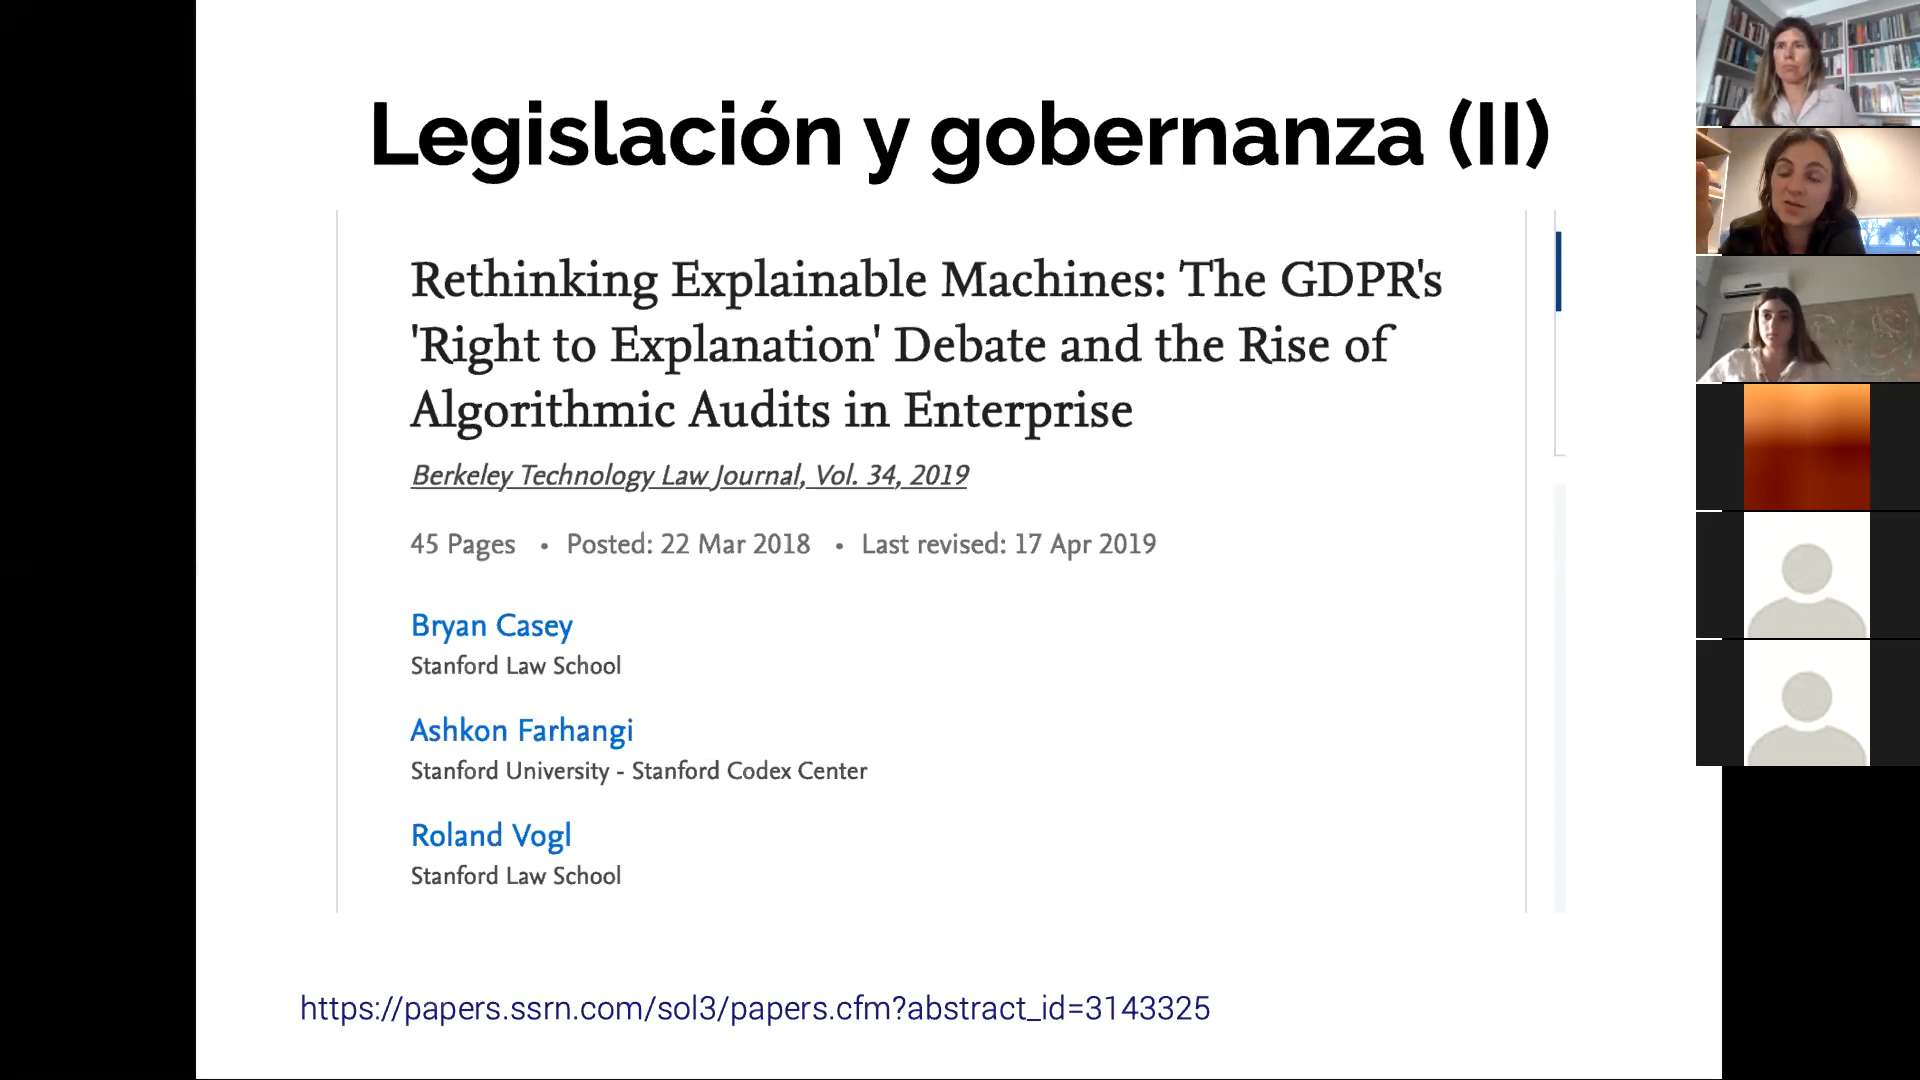 Legislación y gobernanza (II)
Rethinking Explainable Machines: The GDPR's
'Right to Explanation' Debate and the Rise of
Algorithmic Audits in Enterprise
Berkeley Technology Law Journal, Vol. 34, 2019
45 Pages • Posted: 22 Mar 2018 • Last revised: 17 Apr 2019
Bryan Casey
Stanford Law School
Ashkon Farhangi
Stanford University - Stanford Codex Center
Roland Vogl
Stanford Law School
https://papers.ssrn.com/sol3/papers.cfm?abstract_id=3143325